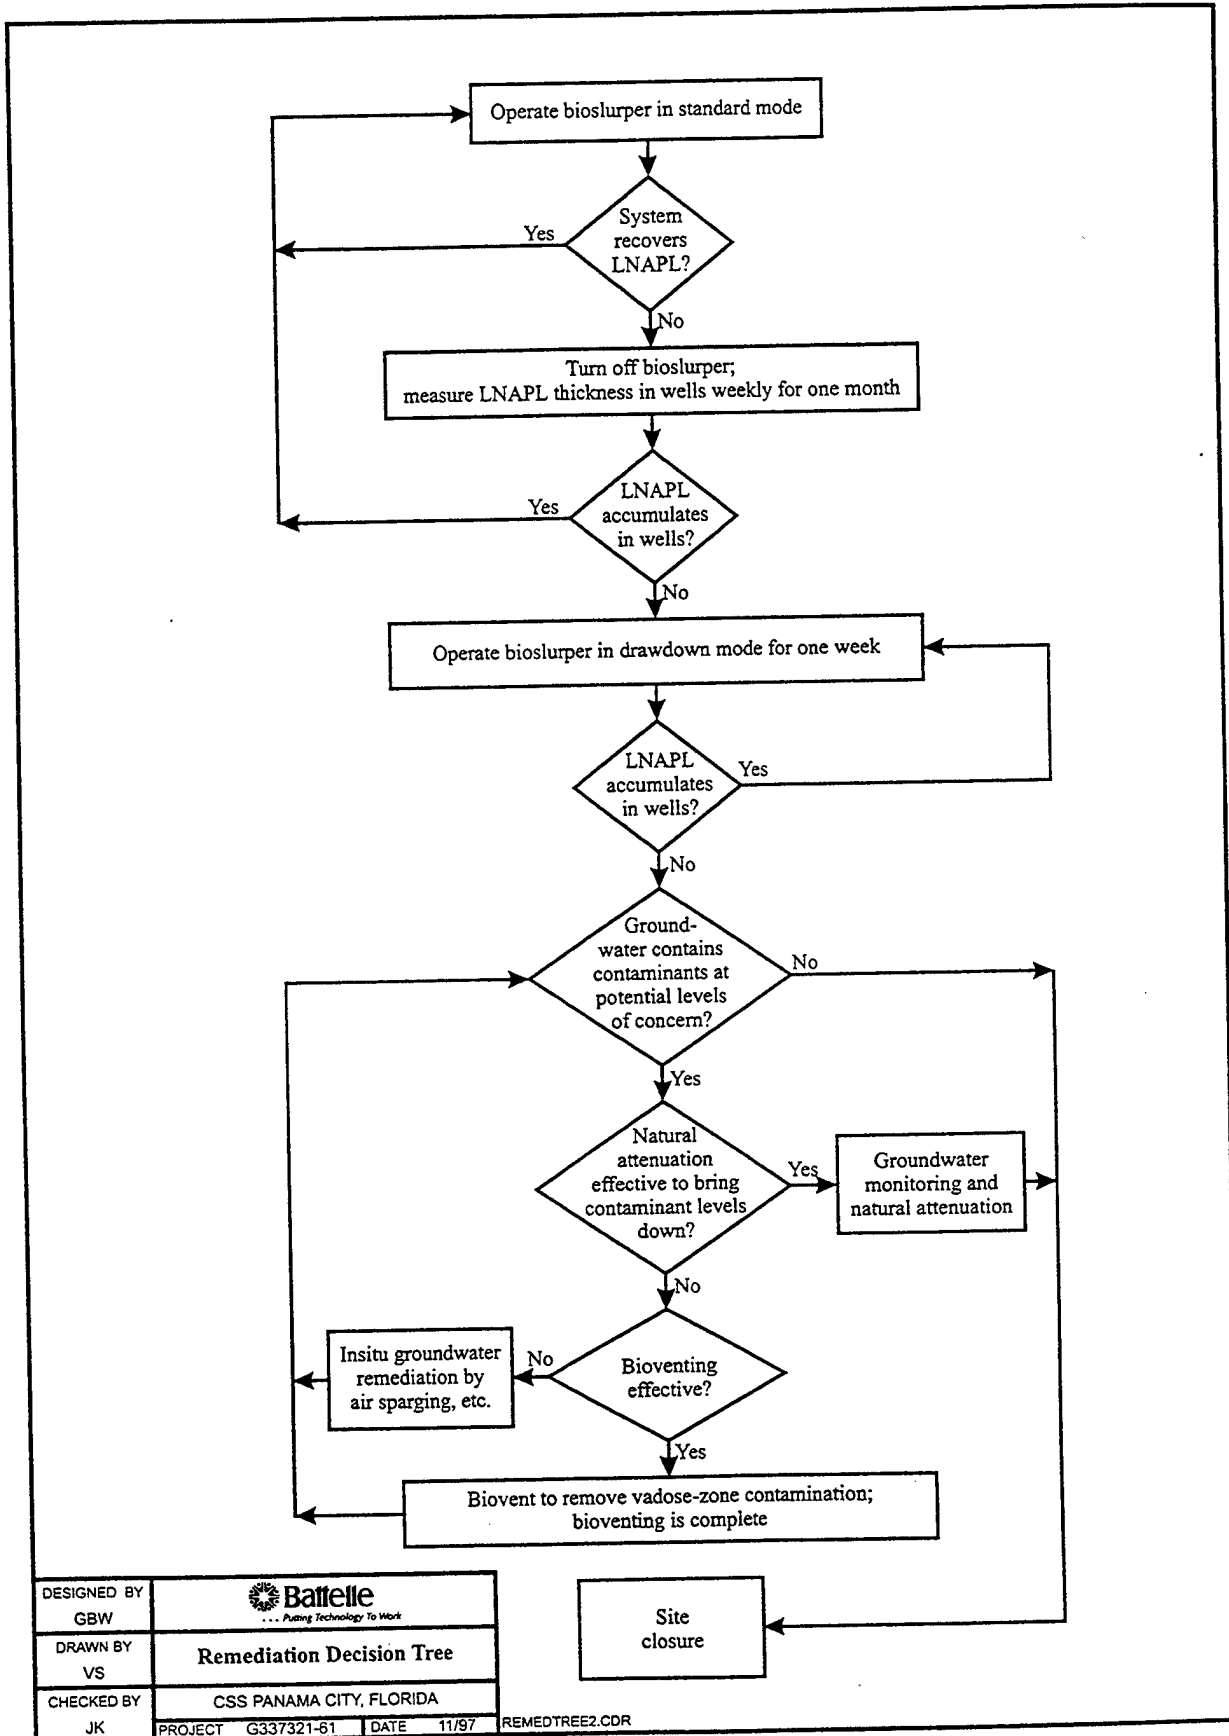 Operate bioslurper in standard mode
System
recovers
LNAPL?
Yes
No
Turn off bioslurper;
measure LNAPL thickness in wells weekly for one month
LNAPL
accumulates
in wells?
Yes
No
Operate bioslurper in drawdown mode for one week
LNAPL
accumulates
in wells?
Yes
No
Ground-
water contains
contaminants at
potential levels
of concern?
No
Yes
Natural
attenuation
effective to bring
contaminant levels
down?
Yes
Groundwater
monitoring and
natural attenuation
No
Bioventing
effective?
No
Insitu groundwater
remediation by
air sparging, etc.
Yes
Biovent to remove vadose-zone contamination;
bioventing is complete
Site
closure
DESIGNED BY
GBW
Battelle
... Putting Technology To Work
DRAWN BY
VS
Remediation Decision Tree
CHECKED BY
JK
CSS PANAMA CITY, FLORIDA
PROJECT G337321-61 DATE 11/97
REMEDTREE2.CDR